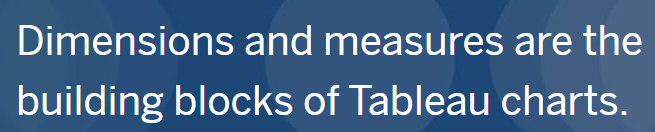 Dimensions and measures are the
building blocks of Tableau charts.